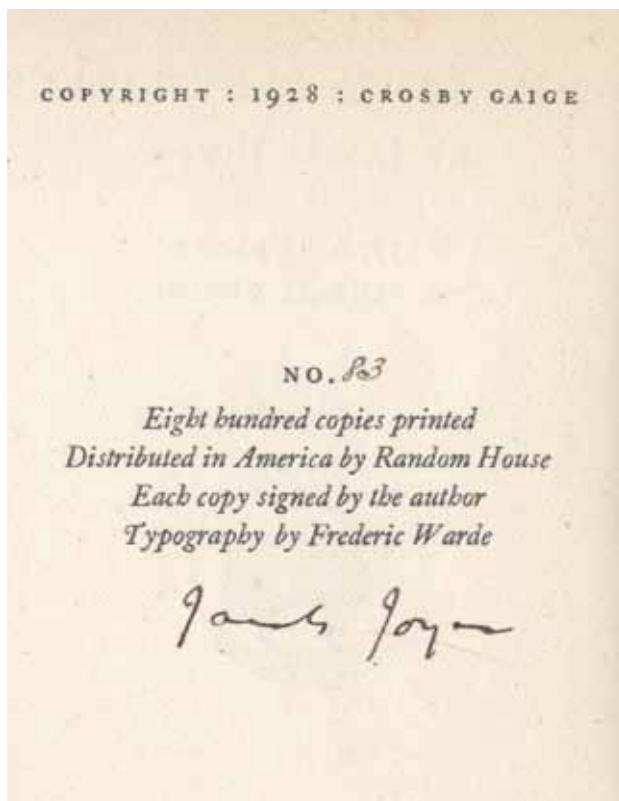 COPYRIGHT : 1928 : CROSBY GAIGE
NO. 83
Eight hundred copies printed
Distributed in America by Random House
Each copy signed by the author
Typography by Frederic Warde
James Joyce